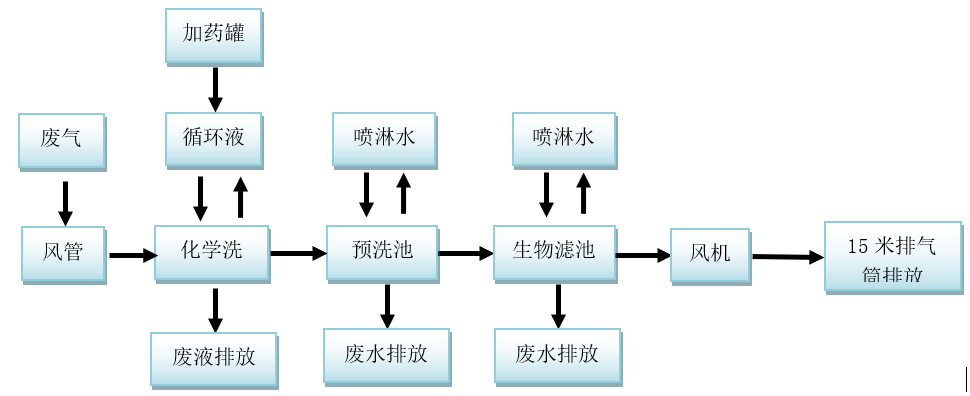 加药罐
废气
循环液
喷淋水
喷淋水
风管
化学洗
预洗池
生物滤池
风机
15 米排气
筒排放
废液排放
废水排放
废水排放